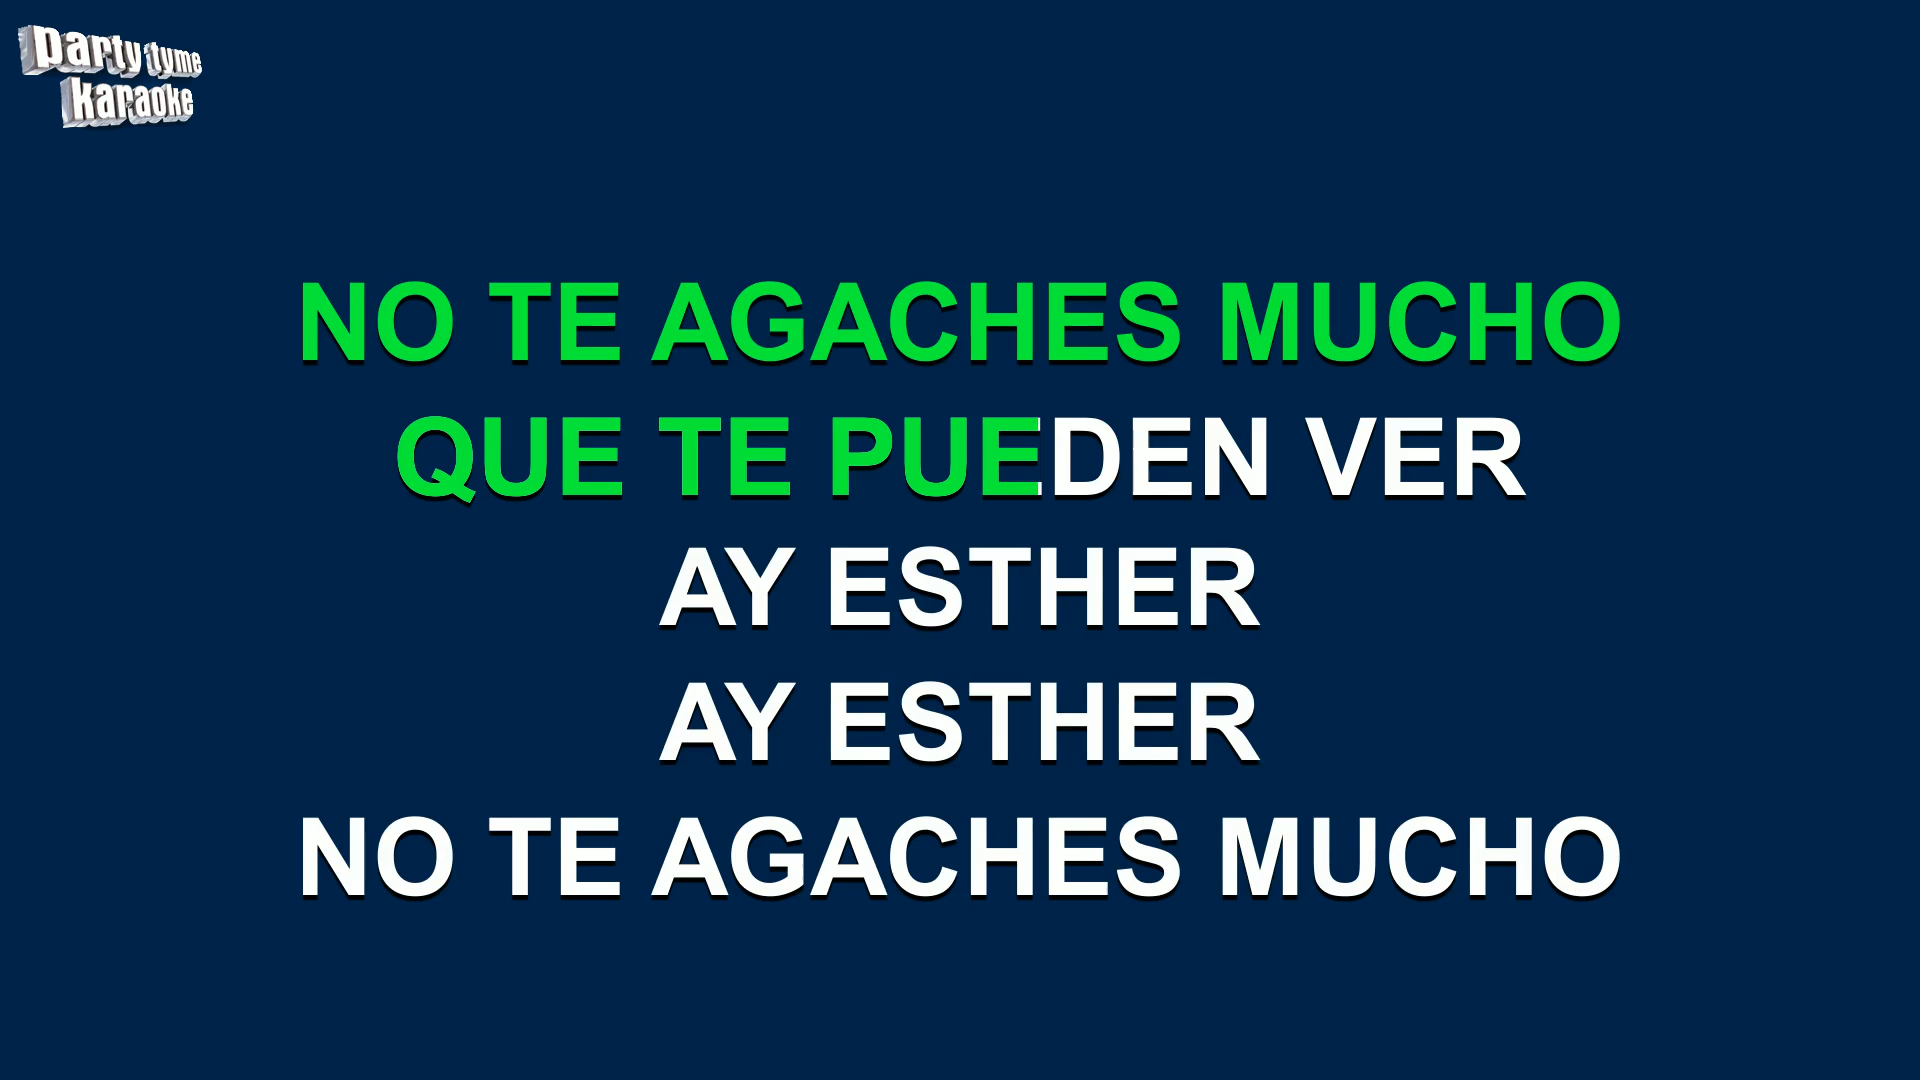 party tyme
karaoke
NO TE AGACHES MUCHO
QUE TE PUEDEN VER
AY ESTHER
AY ESTHER
NO TE AGACHES MUCHO